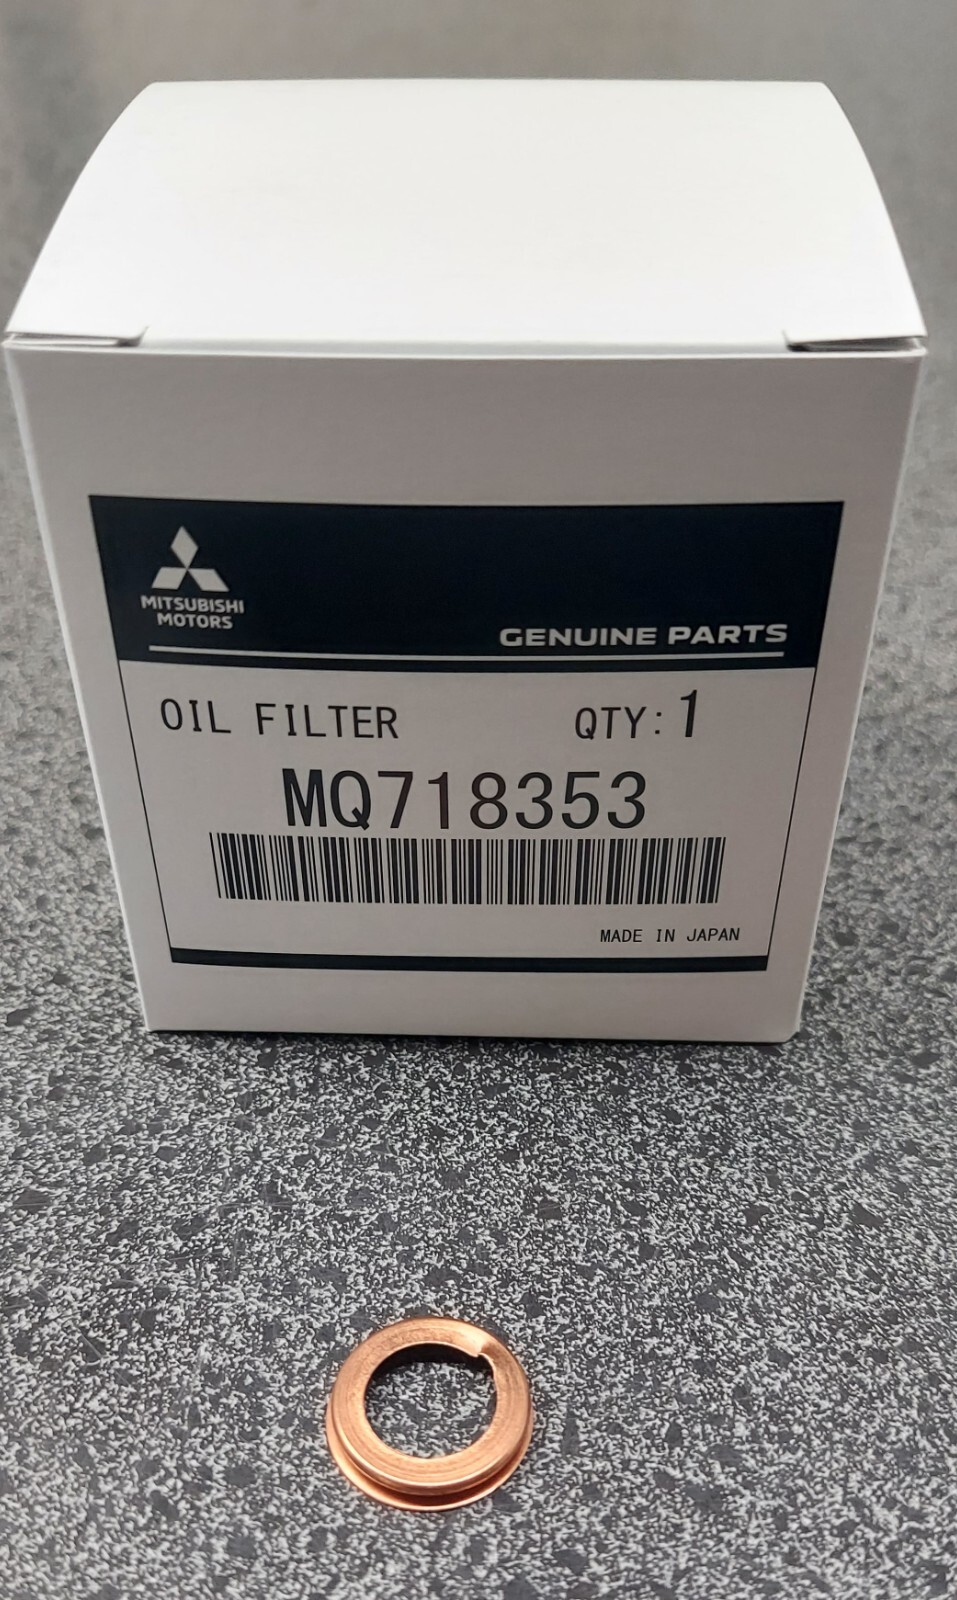 MITSUBISHI
MOTORS
GENUINE PARTS
OIL FILTER QTY:1
MQ718353
MADE IN JAPAN